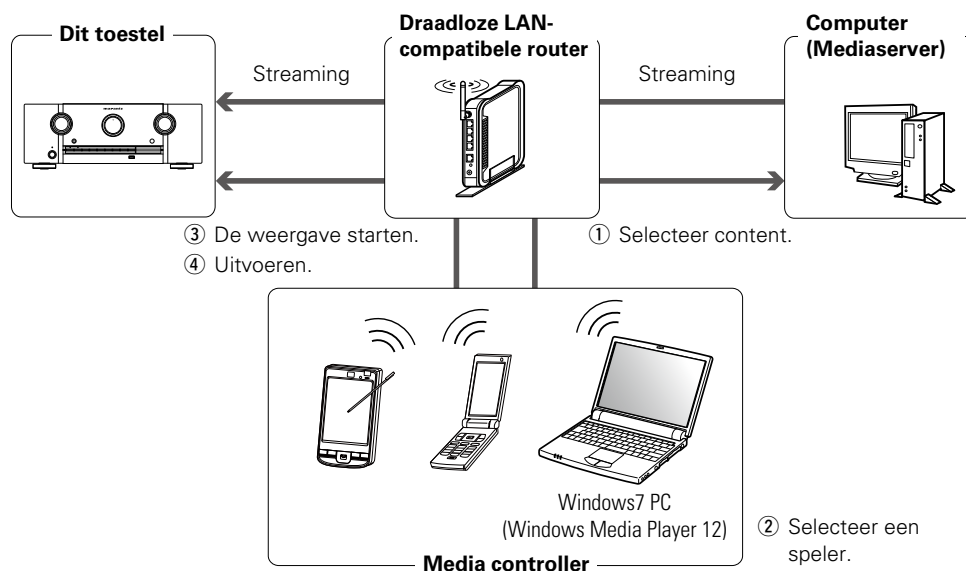 Dit toestel
Draadloze LAN-
compatibele router
Computer
(Mediaserver)
Streaming
Streaming
marantz
③ De weergave starten.
④ Uitvoeren.
① Selecteer content.
Windows7 PC
(Windows Media Player 12)
② Selecteer een
speler.
Media controller